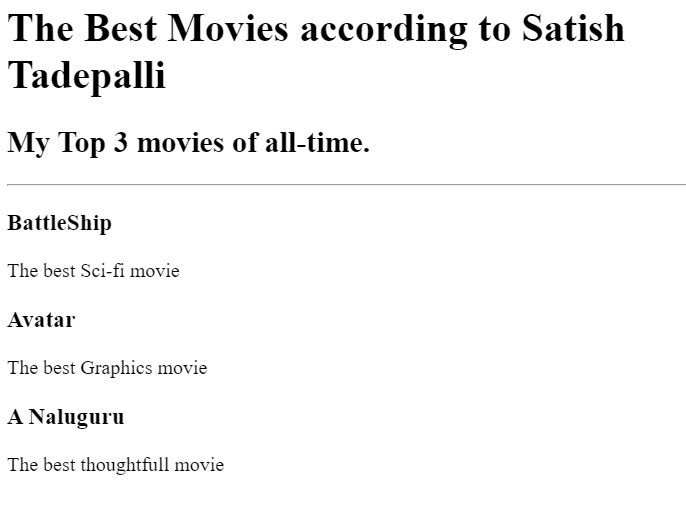 The Best Movies according to Satish
Tadepalli
My Top 3 movies of all-time.
BattleShip
The best Sci-fi movie
Avatar
The best Graphics movie
A Naluguru
The best thoughtfull movie